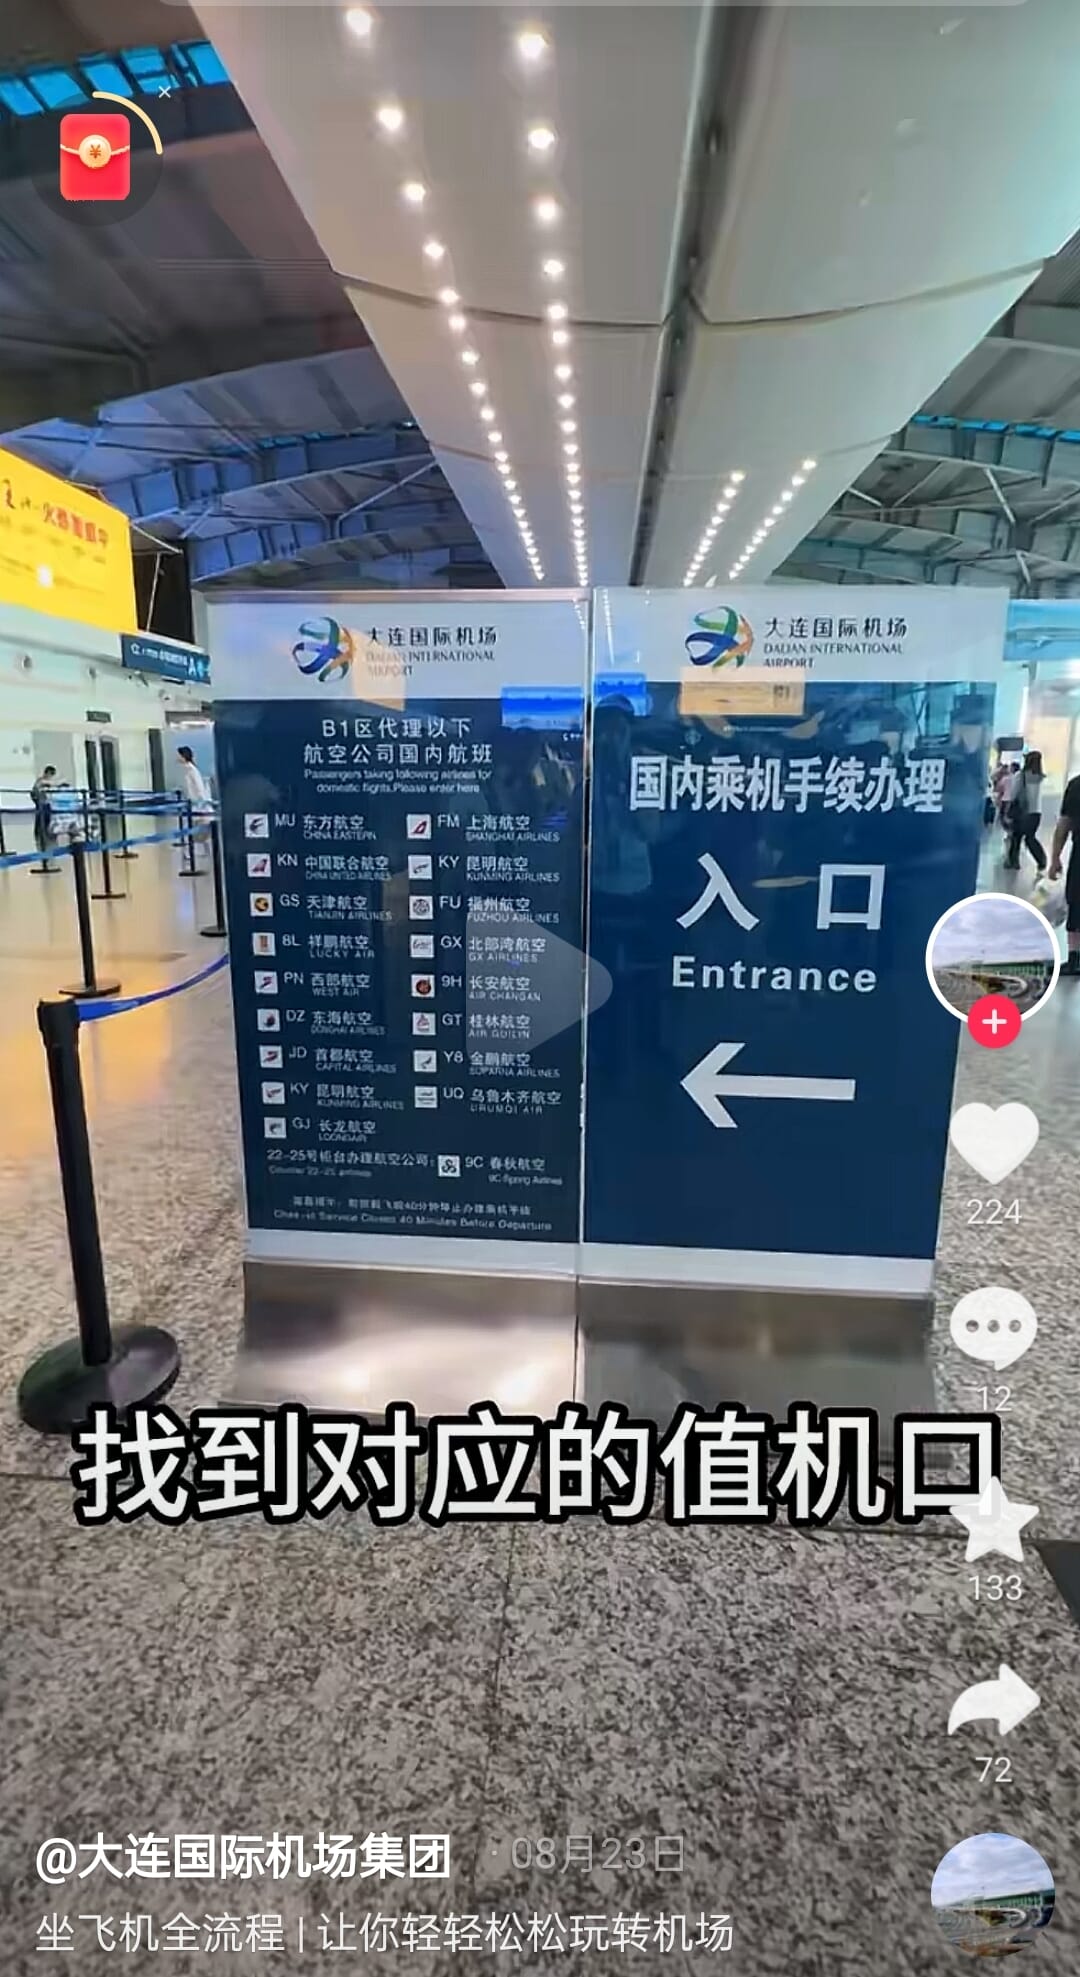 大连国际机场
DALIAN INTERNATIONAL
AIRPORT
B1区代理以下
航空公司国内航班
Passengers taking following airlines for
domestic flights,Please enter here
MU 东方航空
CHINA EASTERN
FM 上海航空
SHANGHAI AIRLINES
KN 中国联合航空
CHINA UNITED AIRLINES
KY 昆明航空
KUNMING AIRLINES
GS 天津航空
TIANJIN AIRLINES
FU 福州航空
FUZHOU AIRLINES
8L 祥鹏航空
LUCKY AIR
GX 北部湾航空
GX AIRLINES
PN 西部航空
WEST AIR
9H 长安航空
AIR CHANGAN
DZ 东海航空
DONGHAI AIRLINES
GT 桂林航空
AIR GUILIN
JD 首都航空
CAPITAL AIRLINES
Y8 金鹏航空
SUPARNA AIRLINES
KY 昆明航空
KUNMING AIRLINES
UQ 乌鲁木齐航空
URUMQI AIR
GJ 长龙航空
LOONGAIR
22-25号柜台办理航空公司:
Counter 22-25 airlines
9C 春秋航空
9C-Spring Airlines
Check-in Service Closes 40 Minutes Before Departure
大连国际机场
DALIAN INTERNATIONAL
AIRPORT
国内乘机手续办理
入口
Entrance
224
12
找到对应的值机口
133
72
@大连国际机场集团 · 08月23日
坐飞机全流程 | 让你轻轻松松玩转机场